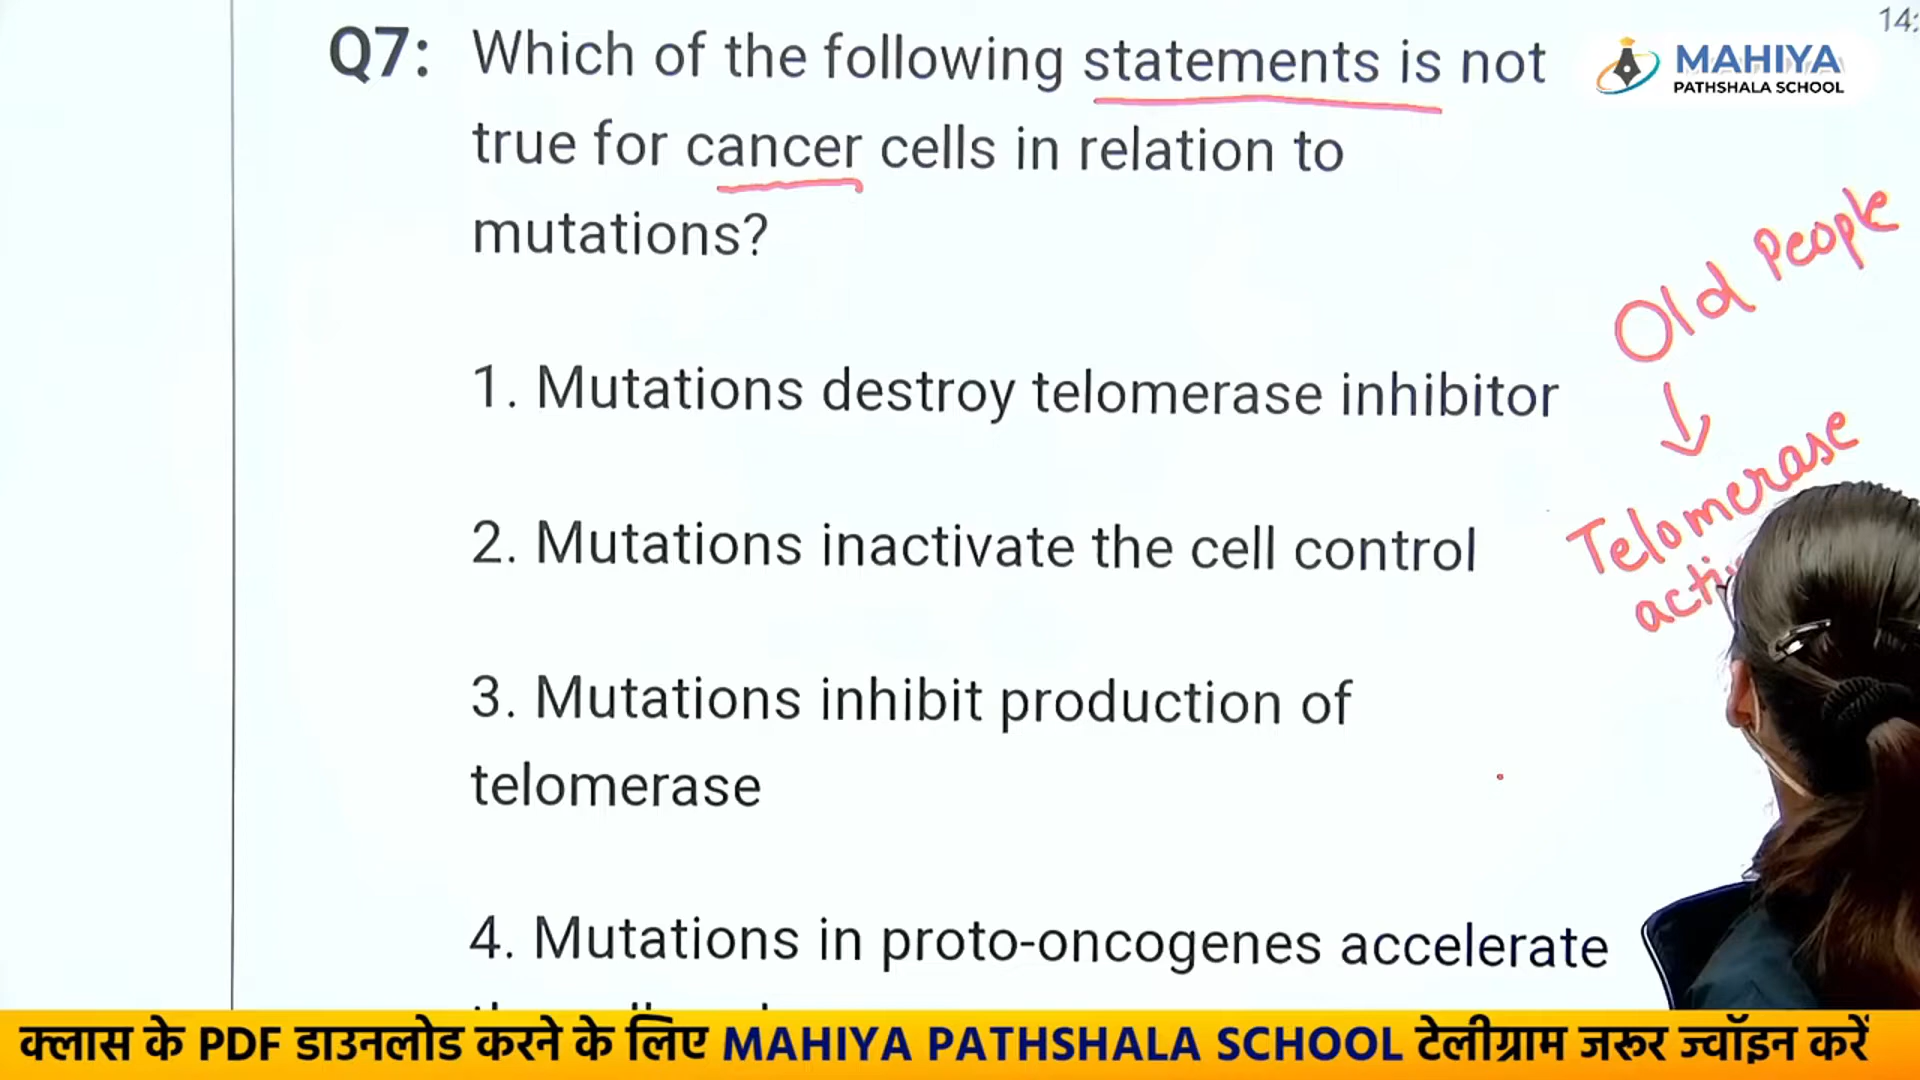 14:
MAHIYA
PATHSHALA SCHOOL
Q7: Which of the following statements is not
true for cancer cells in relation to
mutations?
Old People
1. Mutations destroy telomerase inhibitor
Telomerase
2. Mutations inactivate the cell control
3. Mutations inhibit production of
telomerase
4. Mutations in proto-oncogenes accelerate
क्लास के PDF डाउनलोड करने के लिए MAHIYA PATHSHALA SCHOOL टेलीग्राम जरूर ज्वॉइन करें